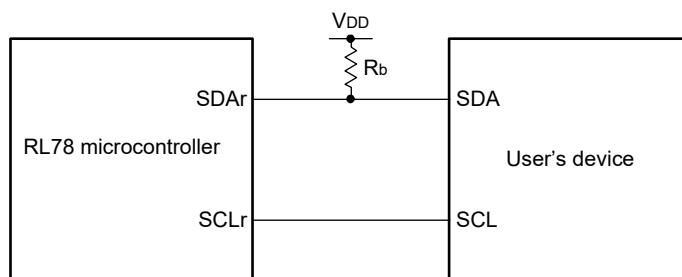 VDD
Rb
SDAr
SDA
RL78 microcontroller
User's device
SCLr
SCL